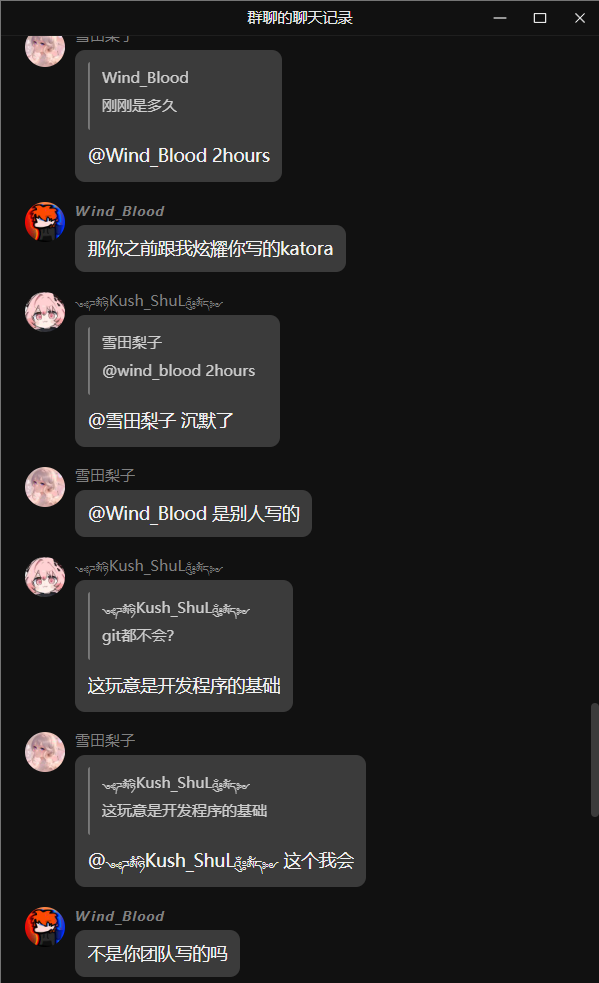 群聊的聊天记录
雪田梨子
Wind_Blood
刚刚是多久
@Wind_Blood 2hours
Wind_Blood
那你之前跟我炫耀你写的katora
Kush_ShuL
雪田梨子
@wind_blood 2hours
@雪田梨子 沉默了
雪田梨子
@Wind_Blood 是别人写的
Kush_ShuL
Kush_ShuL
git都不会?
这玩意是开发程序的基础
雪田梨子
Kush_ShuL
这玩意是开发程序的基础
@Kush_ShuL 这个我会
Wind_Blood
不是你团队写的吗